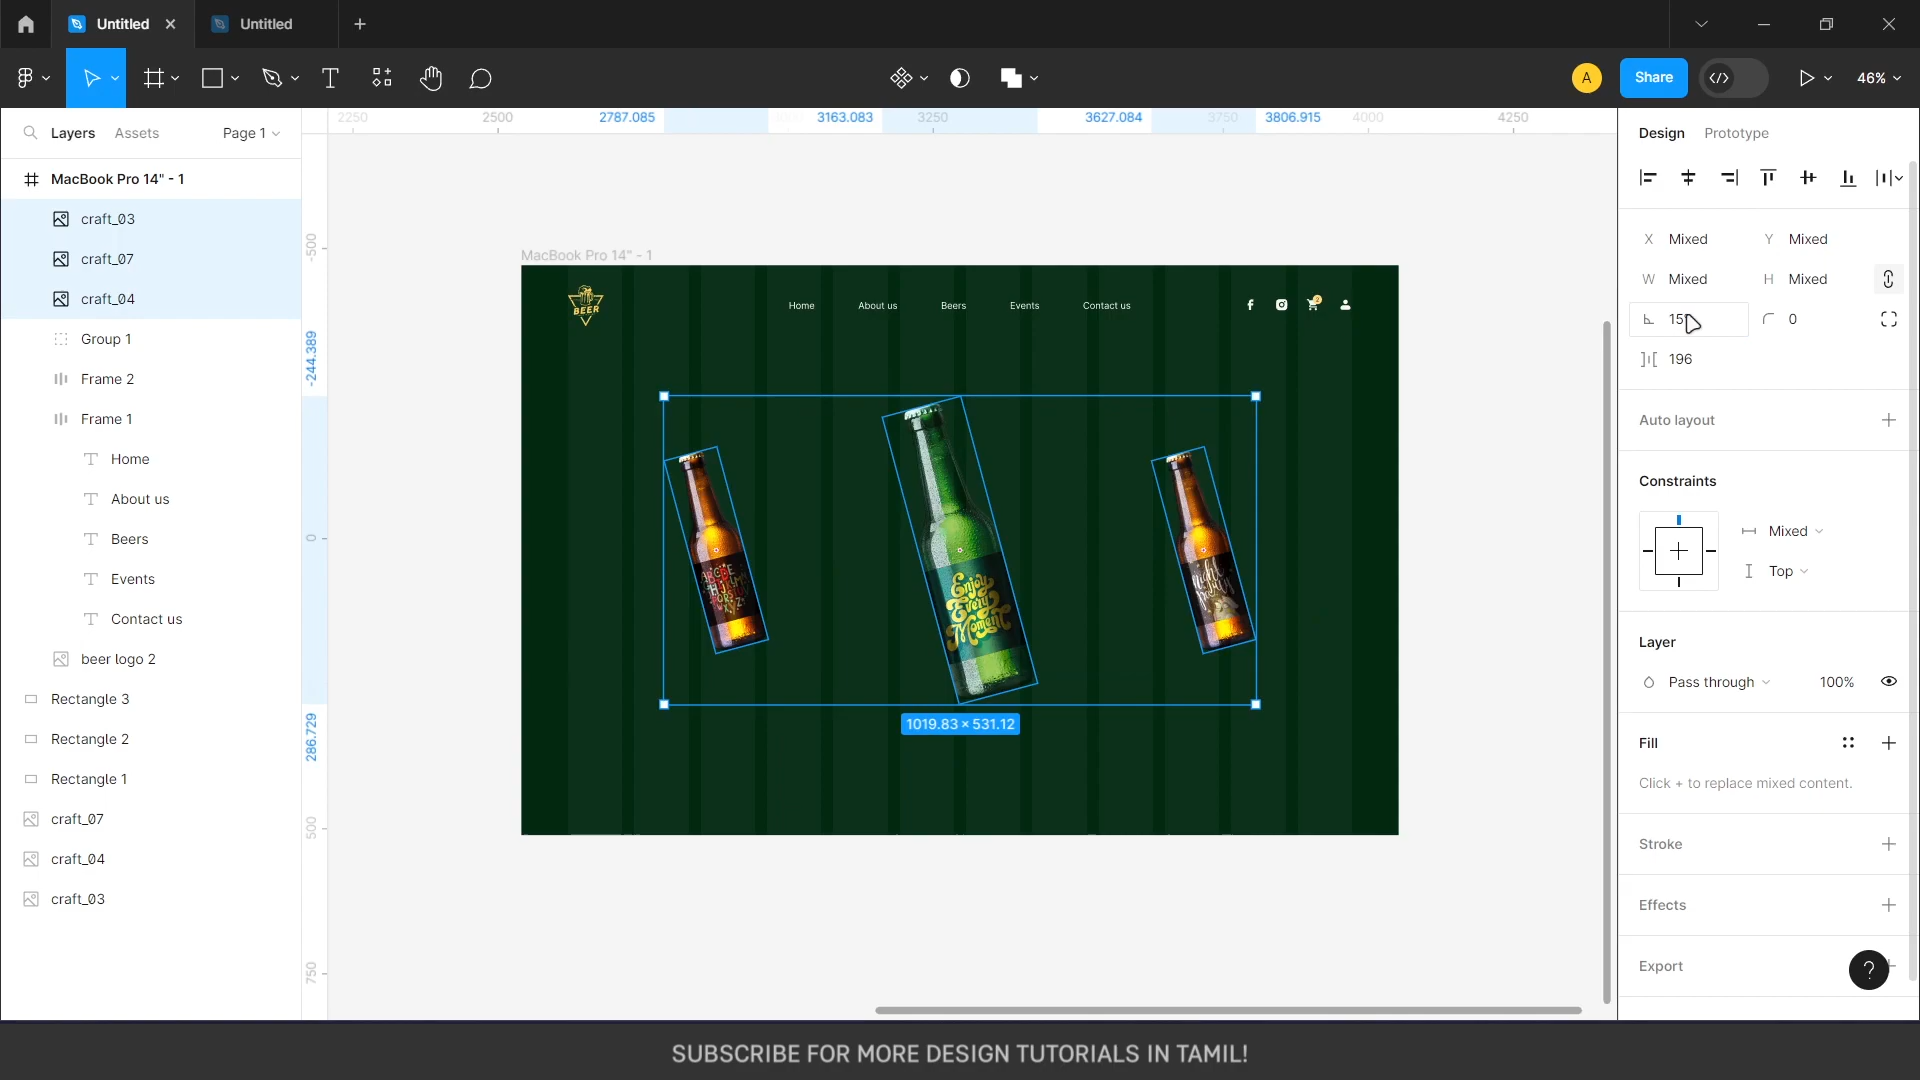 Untitled
Untitled
A
Share
46%
Layers
Assets
Page 1
MacBook Pro 14" - 1
craft_03
craft_07
craft_04
Group 1
Frame 2
Frame 1
Home
About us
Beers
Events
Contact us
beer logo 2
Rectangle 3
Rectangle 2
Rectangle 1
craft_07
craft_04
craft_03
2250
2500
2787.085
3163.083
3250
3627.084
3750
3806.915
4000
4250
-500
-244.389
0
286.729
500
750
MacBook Pro 14" - 1
BEER
Home
About us
Beers
Events
Contact us
2
Enjoy
Every
Moment
1019.83 × 531.12
Design
Prototype
X Mixed
Y Mixed
W Mixed
H Mixed
0
196
Auto layout
Constraints
Mixed
Top
Layer
Pass through
100%
Fill
Click + to replace mixed content.
Stroke
Effects
Export
?
SUBSCRIBE FOR MORE DESIGN TUTORIALS IN TAMIL!